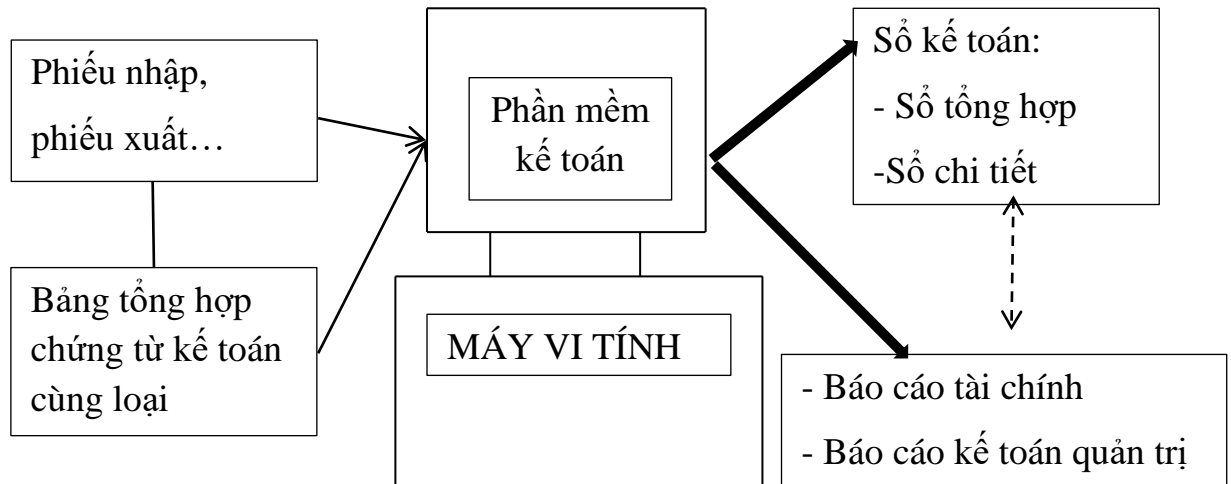 Phiếu nhập,
phiếu xuất…
Bảng tổng hợp
chứng từ kế toán
cùng loại
Phần mềm
kế toán
MÁY VI TÍNH
Sổ kế toán:
- Sổ tổng hợp
-Sổ chi tiết
- Báo cáo tài chính
- Báo cáo kế toán quản trị